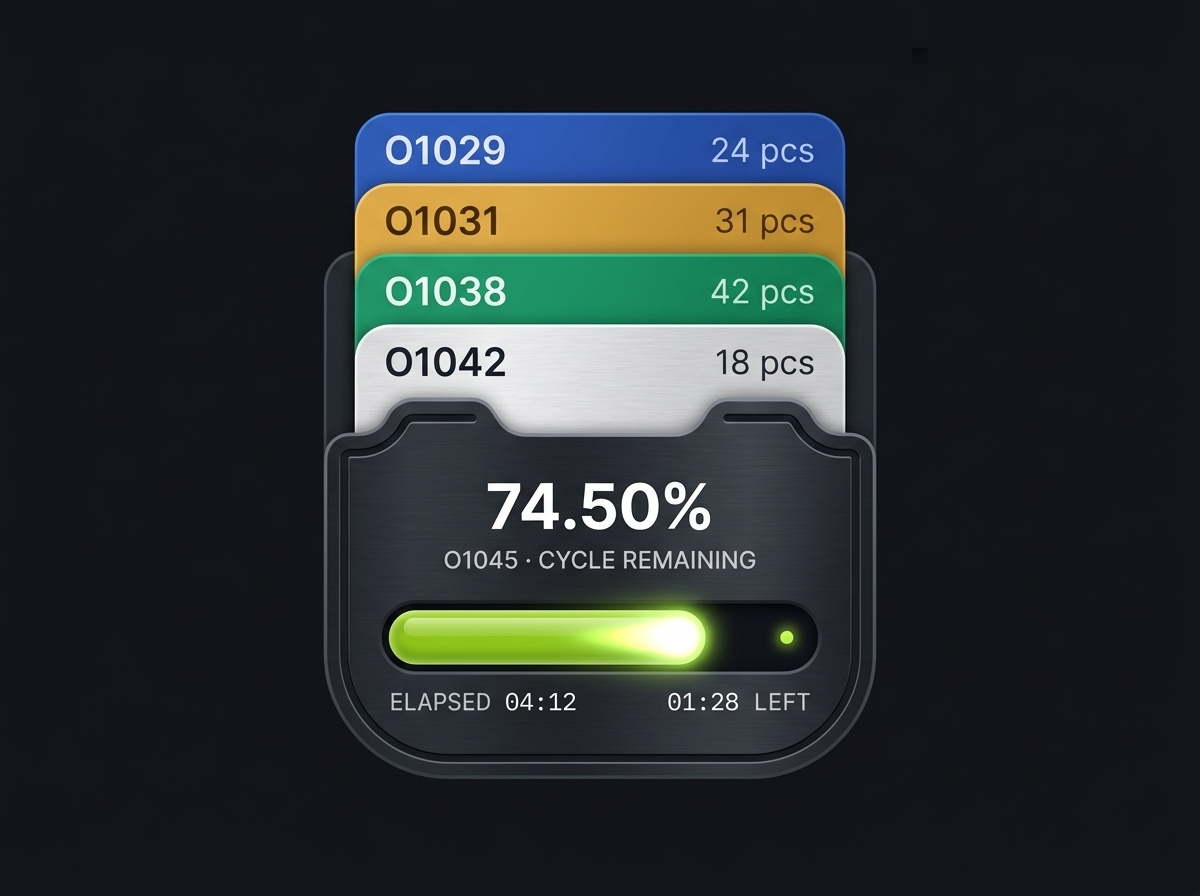 O1029 24 pcs
O1031 31 pcs
O1038 42 pcs
O1042 18 pcs
74.50%
O1045 · CYCLE REMAINING
ELAPSED 04:12 01:28 LEFT